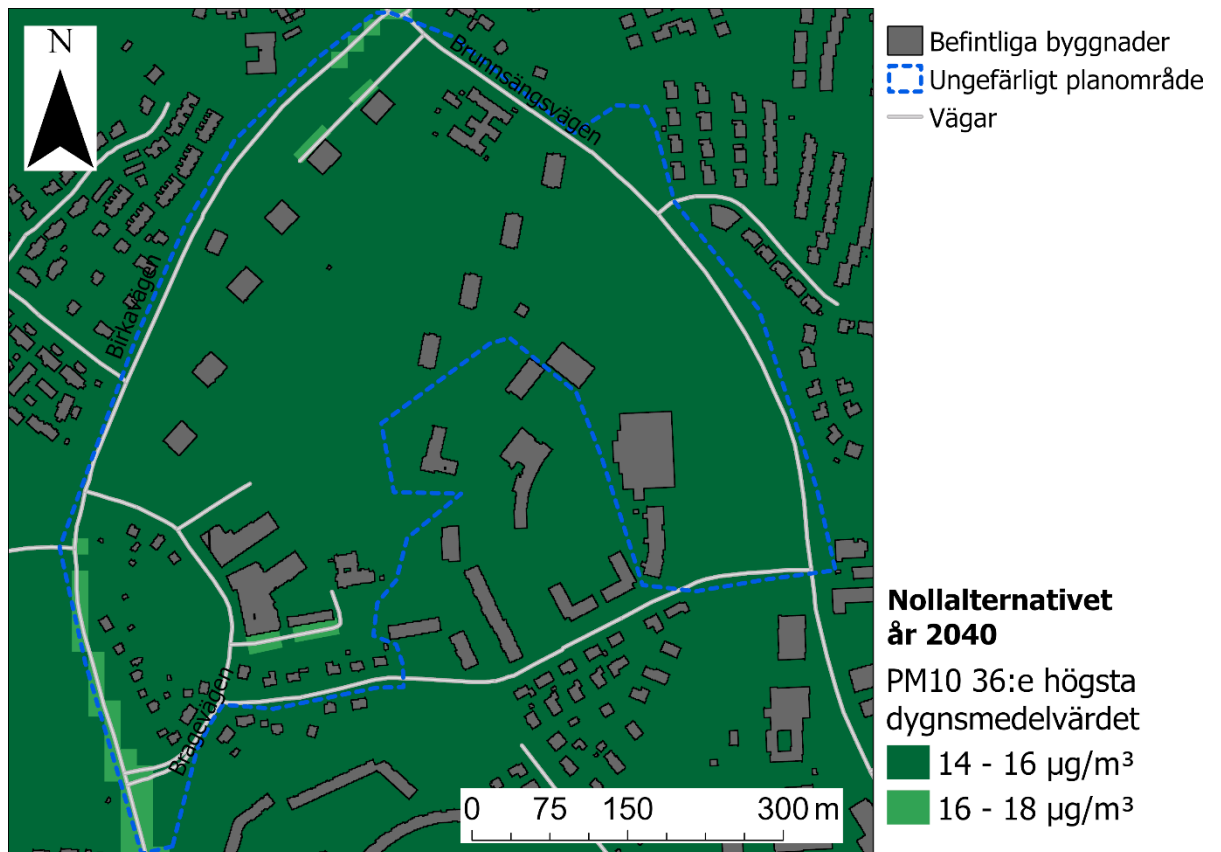 N
Brunnsängsvägen
Birkavägen
Branevägen
0 75 150 300 m
Befintliga byggnader
Ungefärligt planområde
Vägar
Nollalternativet
år 2040
PM10 36:e högsta
dygnsmedelvärdet
14 - 16 µg/m³
16 - 18 µg/m³